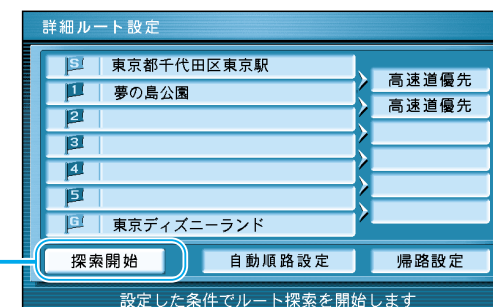 詳細ルート設定
S 東京都千代田区東京駅
高速道優先
1 夢の島公園
高速道優先
2
3
4
5
G 東京ディズニーランド
探索開始 自動順路設定 帰路設定
設定した条件でルート探索を開始します